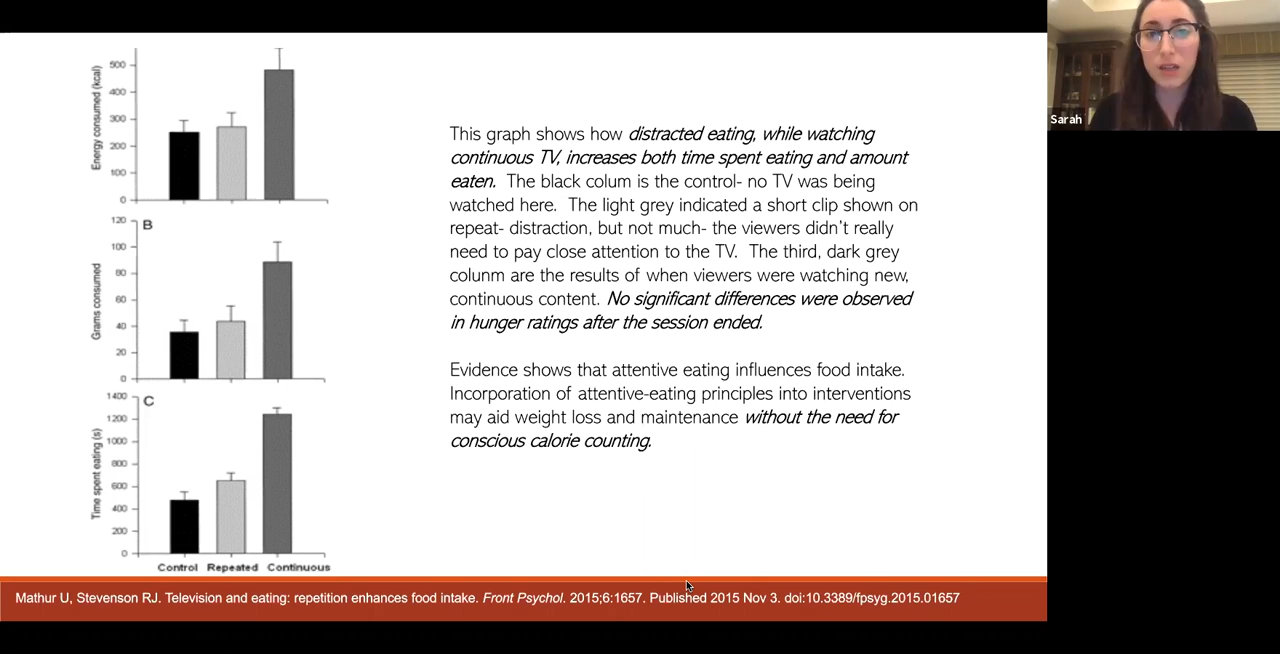 Sarah
Energy consumed (kcal)
500
400
300
200
100
0
B
Grams consumed
120
100
80
60
40
20
0
C
Time spent eating (s)
1400
1200
1000
800
600
400
200
0
Control Repeated Continuous
This graph shows how distracted eating, while watching
continuous TV, increases both time spent eating and amount
eaten. The black colum is the control- no TV was being
watched here. The light grey indicated a short clip shown on
repeat- distraction, but not much- the viewers didn't really
need to pay close attention to the TV. The third, dark grey
colunm are the results of when viewers were watching new,
continuous content. No significant differences were observed
in hunger ratings after the session ended.
Evidence shows that attentive eating influences food intake.
Incorporation of attentive-eating principles into interventions
may aid weight loss and maintenance without the need for
conscious calorie counting.
Mathur U, Stevenson RJ. Television and eating: repetition enhances food intake. Front Psychol. 2015;6:1657. Published 2015 Nov 3. doi:10.3389/fpsyg.2015.01657